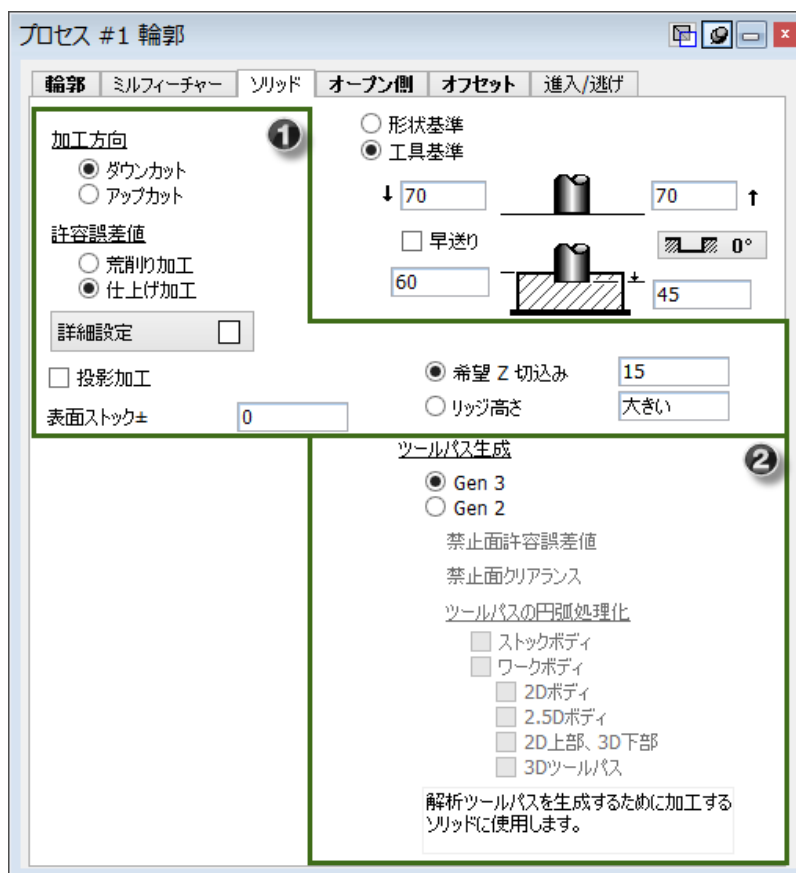 プロセス #1 輪郭
輪郭 ミルフィーチャー ソリッド オープン側 オフセット 進入/逃げ
1
加工方向
ダウンカット
アップカット
許容誤差値
荒削り加工
仕上げ加工
詳細設定
投影加工
表面ストック± 0
形状基準
工具基準
70 70
早送り
0°
60
45
希望 Z 切込み 15
リッジ高さ 大きい
2
ツールパス生成
Gen 3
Gen 2
禁止面許容誤差値
禁止面クリアランス
ツールパスの円弧処理化
ストックボディ
ワークボディ
2Dボディ
2.5Dボディ
2D上部、3D下部
3Dツールパス
解析ツールパスを生成するために加工する
ソリッドに使用します。